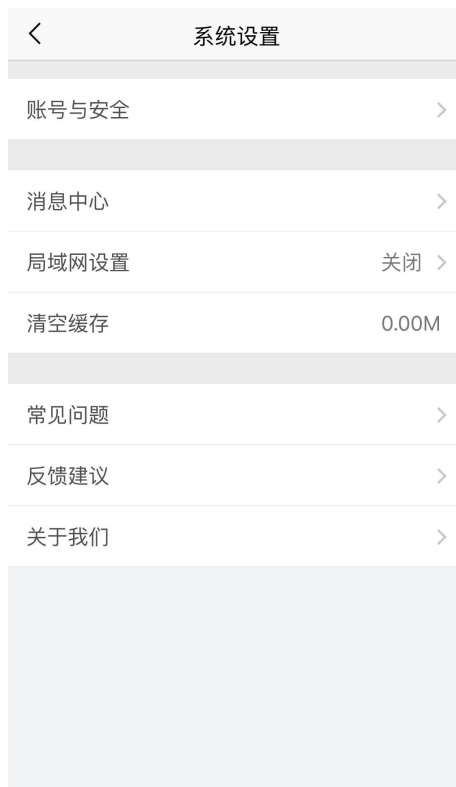 系统设置
账号与安全
消息中心
局域网设置 关闭
清空缓存 0.00M
常见问题
反馈建议
关于我们